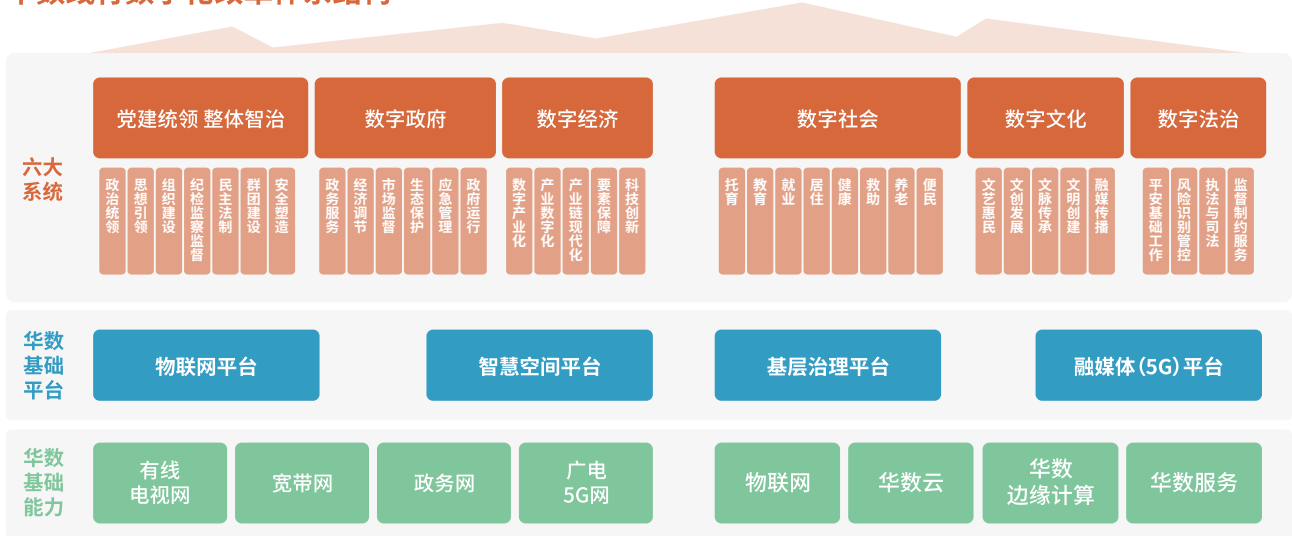 六大
系统
党建统领 整体智治
数字政府
数字经济
数字社会
数字文化
数字法治
政治统领
思想引领
组织建设
纪检监察监督
民主法制
群团建设
安全塑造
政务服务
经济调节
市场监督
生态保护
应急管理
政府运行
数字产业化
产业数字化
产业链现代化
要素保障
科技创新
托育
教育
就业
居住
健康
救助
养老
便民
文艺惠民
文创发展
文脉传承
文明创建
融媒传播
平安基础工作
风险识别管控
执法与司法
监督制约服务
华数
基础
平台
物联网平台
智慧空间平台
基层治理平台
融媒体（5G）平台
华数
基础
能力
有线
电视网
宽带网
政务网
广电
5G网
物联网
华数云
华数
边缘计算
华数服务